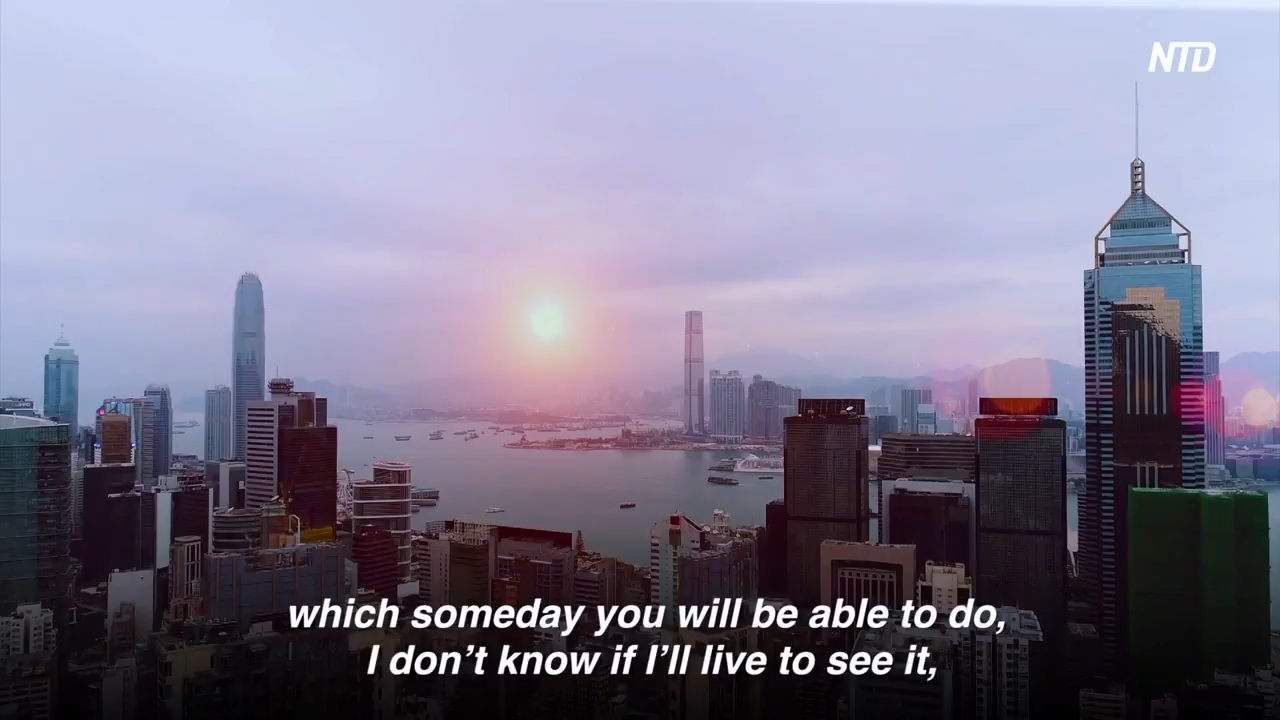 NTD
which someday you will be able to do,
I don't know if I'll live to see it,